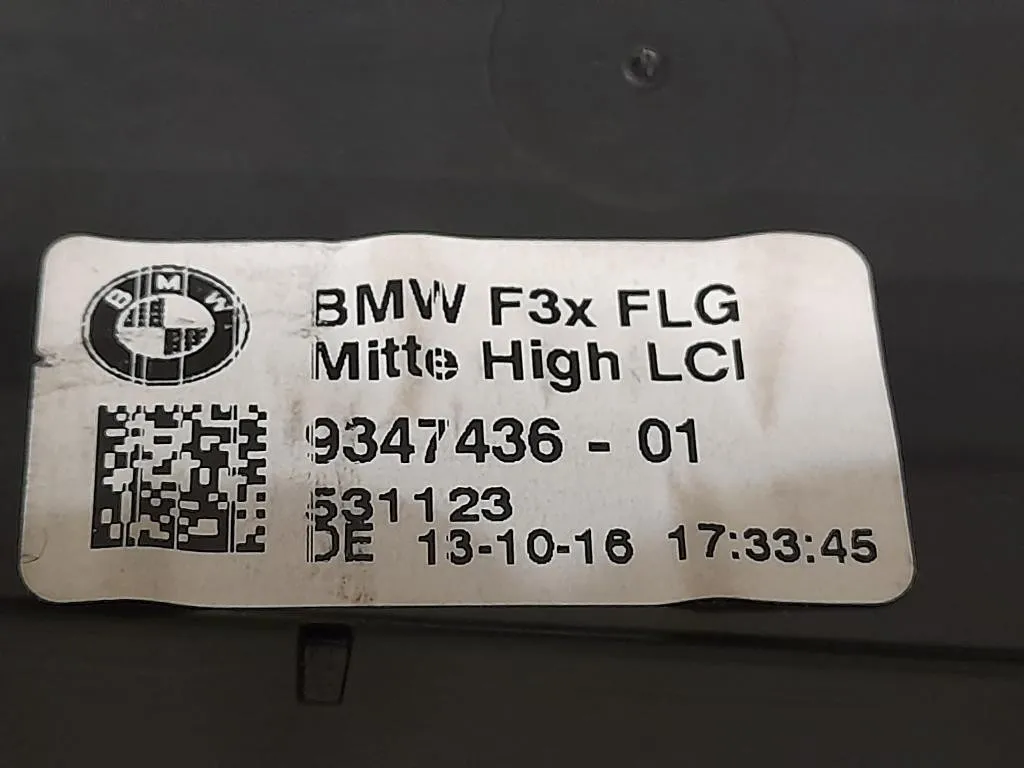 BMW
BMW F3x FLG
Mitte High LCI
9347436 - 01
531123
DE 13-10-16 17:33:45